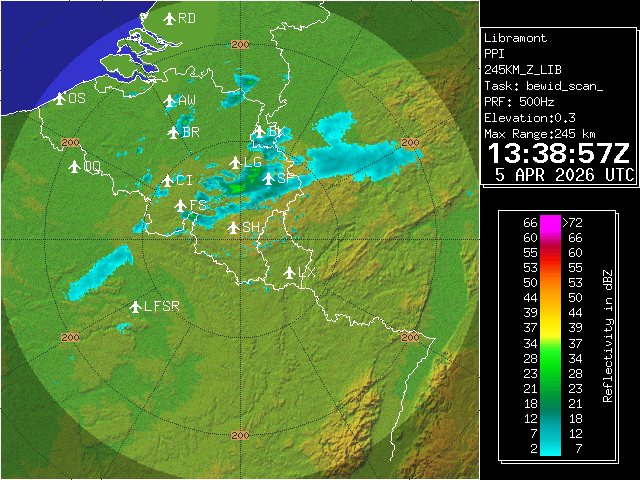 RD
200
OS
AW
BR
BK
200
200
QQ
LG
CI
SP
FS
SH
LX
LFSR
200
200
200
Libramont
PPI
245KM_Z_LIB
Task: bewid_scan_
PRF: 500Hz
Elevation:0.3
Max Range:245 km
13:38:57Z
5 APR 2026 UTC
66 >72
60 66
55 60
53 55
50 53
44 50
39 44
37 39
34 37
28 34
23 28
21 23
18 21
12 18
7 12
2 7
Reflectivity in dBZ